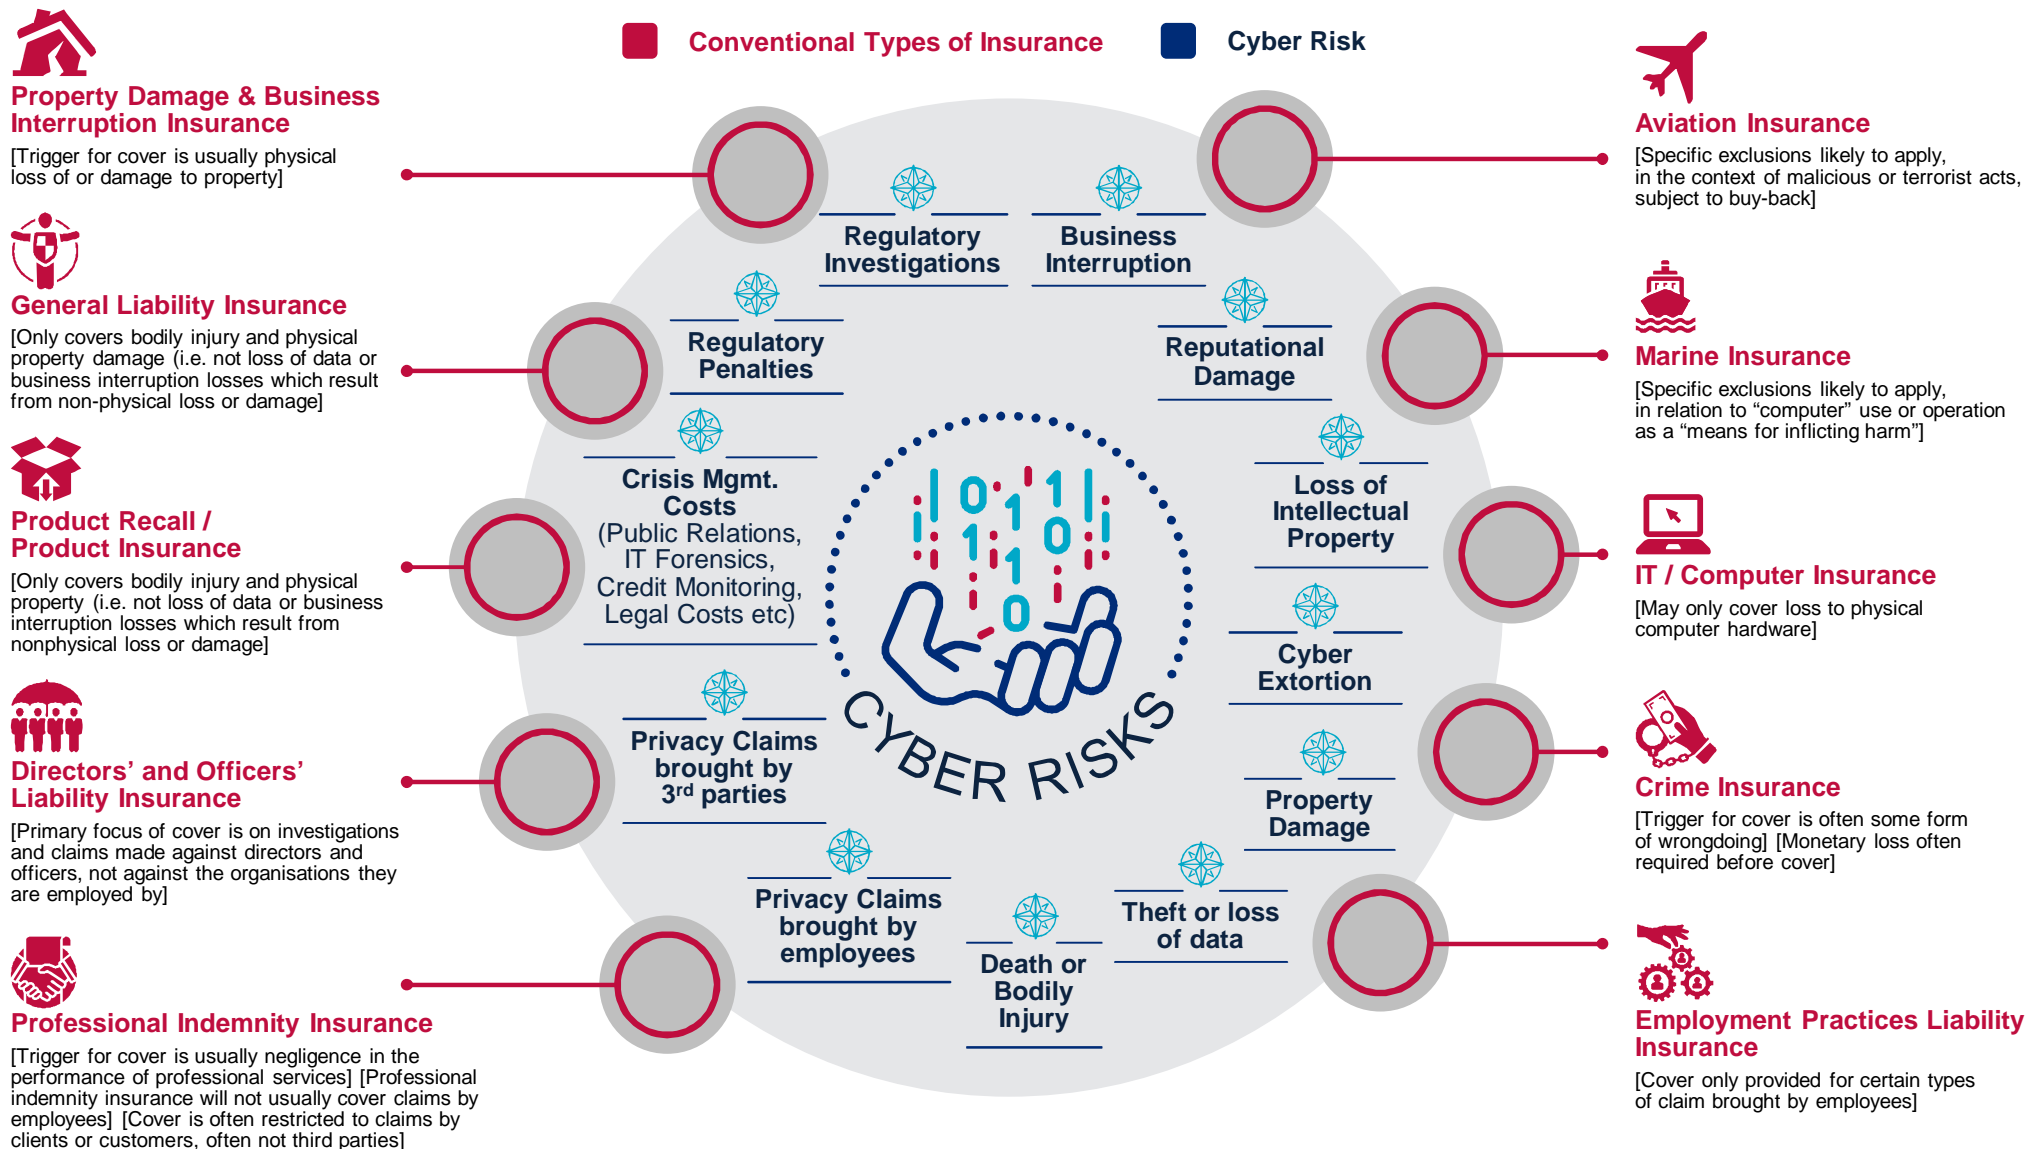 Conventional Types of Insurance
Cyber Risk
Property Damage & Business
Interruption Insurance
[Trigger for cover is usually physical
loss of or damage to property]
General Liability Insurance
[Only covers bodily injury and physical
property damage (i.e. not loss of data or
business interruption losses which result
from non-physical loss or damage]
Product Recall /
Product Insurance
[Only covers bodily injury and physical
property (i.e. not loss of data or business
interruption losses which result from
nonphysical loss or damage]
Directors’ and Officers’
Liability Insurance
[Primary focus of cover is on investigations
and claims made against directors and
officers, not against the organisations they
are employed by]
Professional Indemnity Insurance
[Trigger for cover is usually negligence in the
performance of professional services] [Professional
indemnity insurance will not usually cover claims by
employees] [Cover is often restricted to claims by
clients or customers, often not third parties]
Regulatory
Investigations
Business
Interruption
Regulatory
Penalties
Reputational
Damage
Crisis Mgmt.
Costs
(Public Relations,
IT Forensics,
Credit Monitoring,
Legal Costs etc)
Loss of
Intellectual
Property
Cyber
Extortion
Privacy Claims
brought by
3rd parties
Property
Damage
Privacy Claims
brought by
employees
Theft or loss
of data
Death or
Bodily
Injury
0 1 1
1 1 0
1
0
CYBER RISKS
Aviation Insurance
[Specific exclusions likely to apply,
in the context of malicious or terrorist acts,
subject to buy-back]
Marine Insurance
[Specific exclusions likely to apply,
in relation to “computer” use or operation
as a “means for inflicting harm”]
IT / Computer Insurance
[May only cover loss to physical
computer hardware]
Crime Insurance
[Trigger for cover is often some form
of wrongdoing] [Monetary loss often
required before cover]
Employment Practices Liability
Insurance
[Cover only provided for certain types
of claim brought by employees]